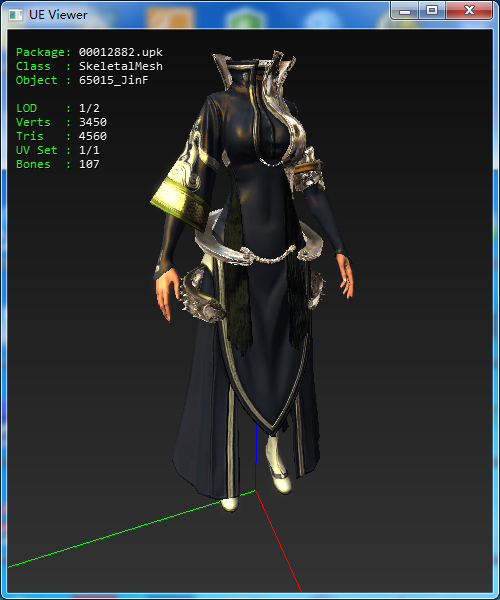 UE Viewer
Package: 00012882.upk
Class  : SkeletalMesh
Object : 65015_JinF
LOD    : 1/2
Verts  : 3450
Tris   : 4560
UV Set : 1/1
Bones  : 107